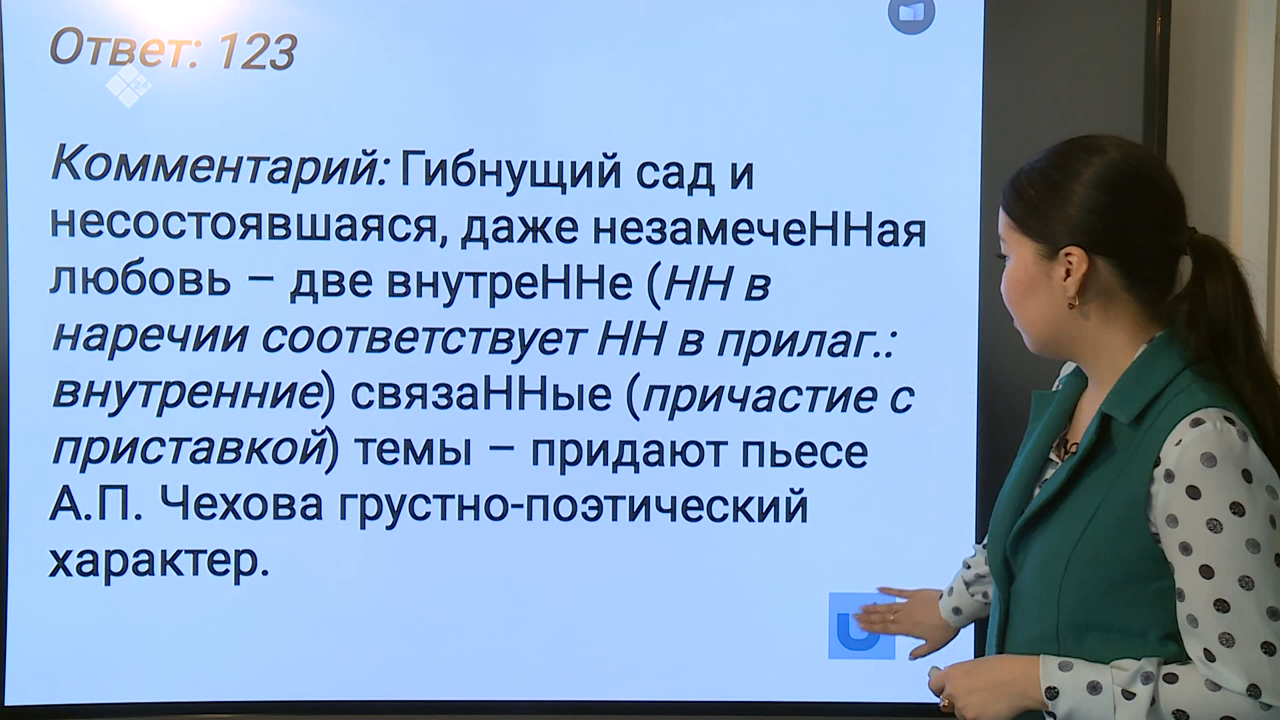 Ответ: 123
24
Комментарий: Гибнущий сад и
несостоявшаяся, даже незамечеННая
любовь – две внутреННе (НН в
наречии соответствует НН в прилаг.:
внутренние) связаННые (причастие с
приставкой) темы – придают пьесе
А.П. Чехова грустно-поэтический
характер.